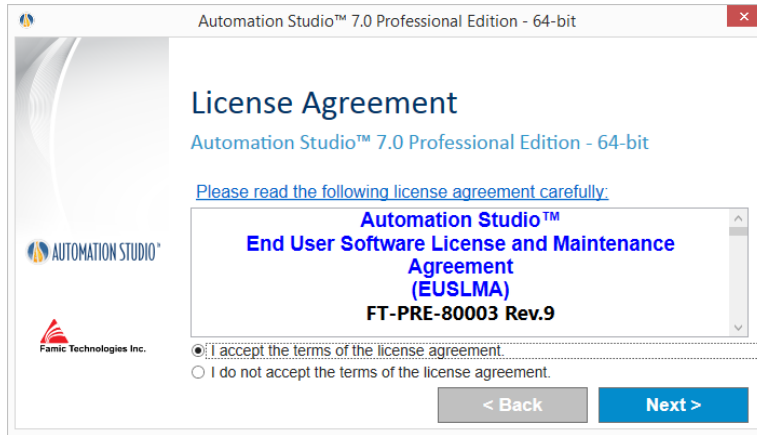 Automation Studio™ 7.0 Professional Edition - 64-bit
License Agreement
Automation Studio™ 7.0 Professional Edition - 64-bit
Please read the following license agreement carefully:
Automation Studio™
End User Software License and Maintenance
Agreement
(EUSLMA)
FT-PRE-80003 Rev.9
AUTOMATION STUDIO™
Famic Technologies Inc.
I accept the terms of the license agreement.
I do not accept the terms of the license agreement.
< Back
Next >